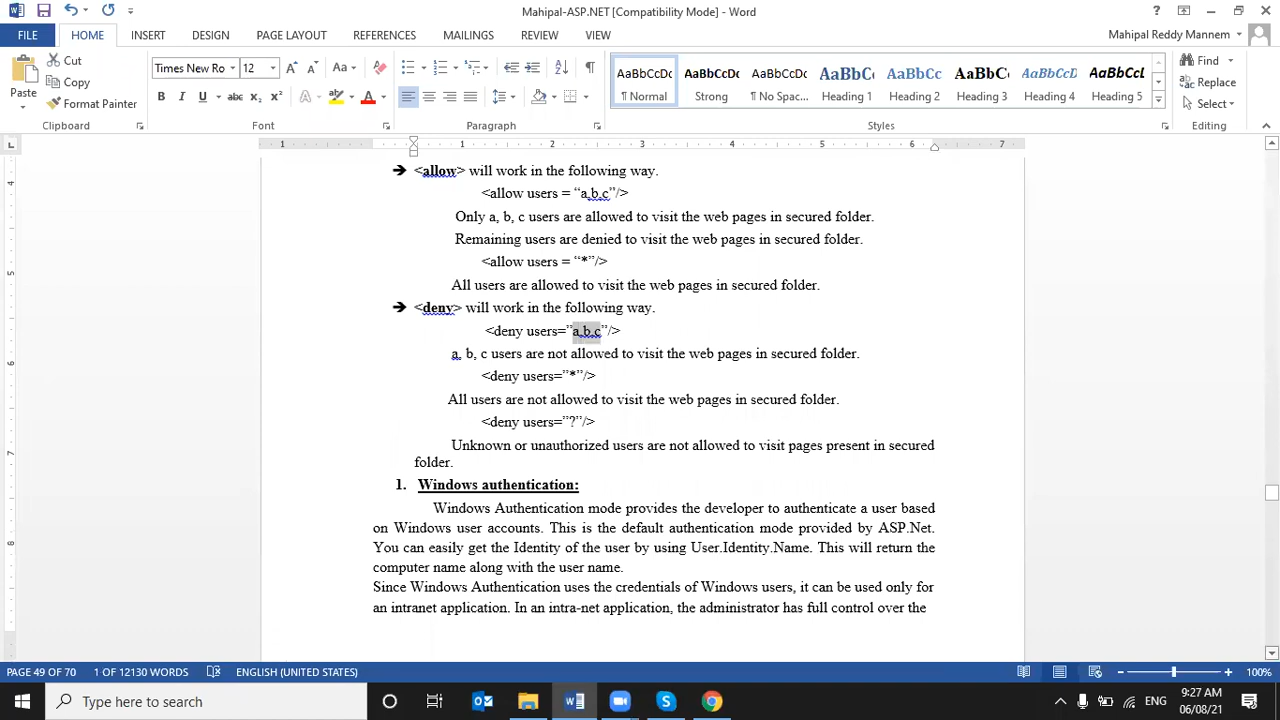 Mahipal-ASP.NET [Compatibility Mode] - Word
FILE HOME INSERT DESIGN PAGE LAYOUT REFERENCES MAILINGS REVIEW VIEW Mahipal Reddy Mannem
Paste Cut Copy Format Painter
Times New Ro 12
AaBbCcDc AaBbCcDc AaBbCcDc AaBbC AaBbCc AaBbCc AaBbCcDc AaBbCcL
¶ Normal Strong ¶ No Spac... Heading 1 Heading 2 Heading 3 Heading 4 Heading 5
Find Replace Select
Clipboard Font Paragraph Styles Editing
➔ <allow> will work in the following way.
<allow users = “a,b,c”/>
Only a, b, c users are allowed to visit the web pages in secured folder.
Remaining users are denied to visit the web pages in secured folder.
<allow users = “*”/>
All users are allowed to visit the web pages in secured folder.
➔ <deny> will work in the following way.
<deny users=”a,b,c”/>
a, b, c users are not allowed to visit the web pages in secured folder.
<deny users=”*”/>
All users are not allowed to visit the web pages in secured folder.
<deny users=”?”/>
Unknown or unauthorized users are not allowed to visit pages present in secured
folder.
1. Windows authentication:
Windows Authentication mode provides the developer to authenticate a user based
on Windows user accounts. This is the default authentication mode provided by ASP.Net.
You can easily get the Identity of the user by using User.Identity.Name. This will return the
computer name along with the user name.
Since Windows Authentication uses the credentials of Windows users, it can be used only for
an intranet application. In an intra-net application, the administrator has full control over the
PAGE 49 OF 70 1 OF 12130 WORDS ENGLISH (UNITED STATES) 100%
Type here to search
ENG
9:27 AM
06/08/21